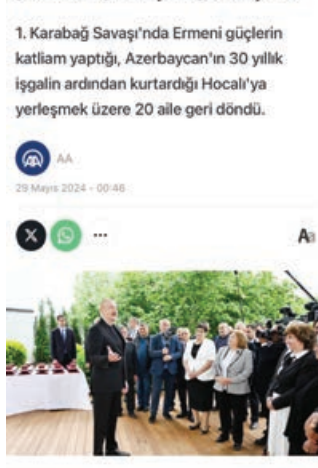 1. Karabağ Savaşı'nda Ermeni güçlerin
katliam yaptığı, Azerbaycan'ın 30 yıllık
işgalin ardından kurtardığı Hocalı'ya
yerleşmek üzere 20 aile geri döndü.
AA
29 Mayıs 2024 - 00:46
Aa